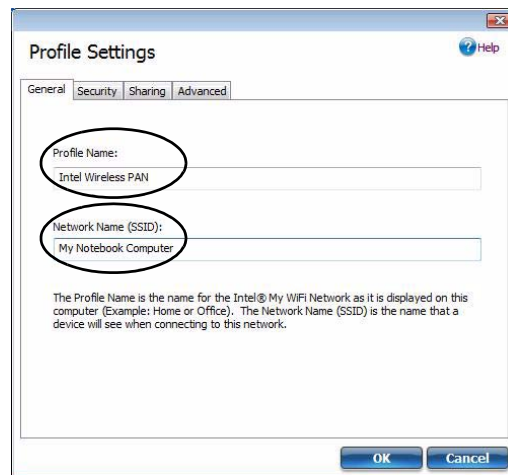 Profile Settings
Help
General Security Sharing Advanced
Profile Name:
Intel Wireless PAN
Network Name (SSID):
My Notebook Computer
The Profile Name is the name for the Intel® My WiFi Network as it is displayed on this
computer (Example: Home or Office). The Network Name (SSID) is the name that a
device will see when connecting to this network.
OK Cancel